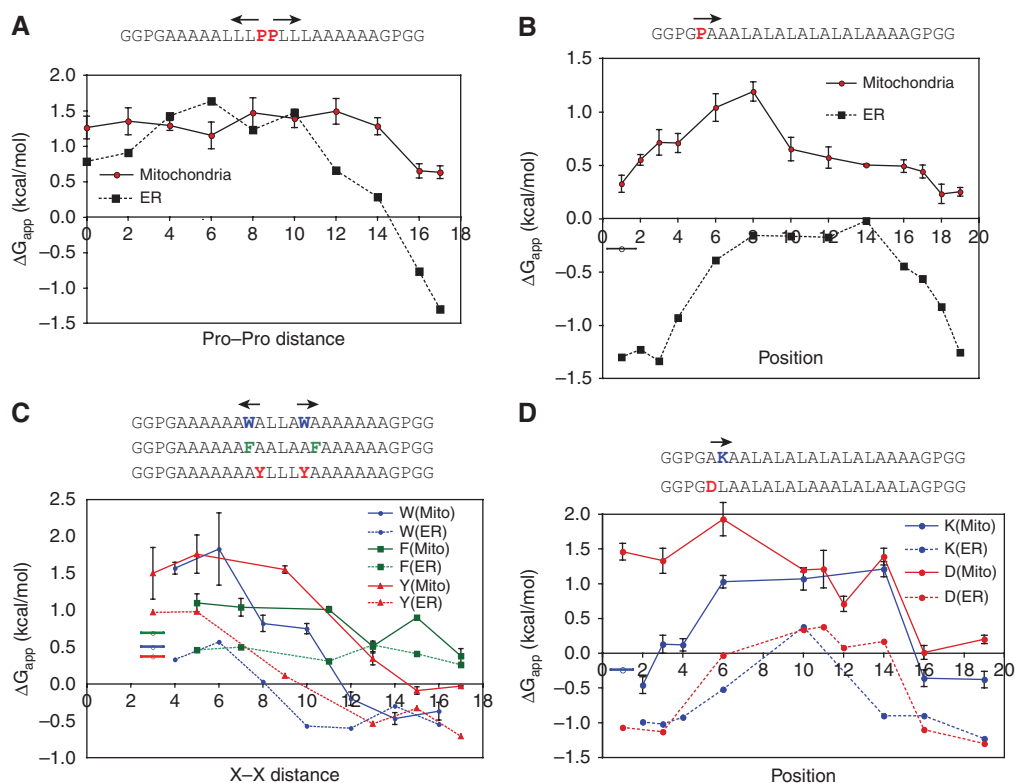 A
GGPGAAAAALLLPPLLLAAAAAAGPGG
2.0
1.5
1.0
0.5
0.0
−0.5
−1.0
−1.5
0 2 4 6 8 10 12 14 16 18
ΔGapp (kcal/mol)
Mitochondria
ER
Pro–Pro distance
B
GGPGPAAALALALALALALAAAAGPGG
1.5
1.0
0.5
0.0
−0.5
−1.0
−1.5
0 2 4 6 8 10 12 14 16 18 20
ΔGapp (kcal/mol)
Mitochondria
ER
Position
C
GGPGAAAAAAWALLAWAAAAAAAGPGG
GGPGAAAAAAFAALAAFAAAAAAGPGG
GGPGAAAAAAAYLLLYAAAAAAAGPGG
2.5
2.0
1.5
1.0
0.5
0.0
−0.5
−1.0
0 2 4 6 8 10 12 14 16 18
ΔGapp (kcal/mol)
W(Mito)
W(ER)
F(Mito)
F(ER)
Y(Mito)
Y(ER)
X–X distance
D
GGPGAKAALALALALALALAAAAGPGG
GGPGDLAALALALAAALALAALAGPGG
2.0
1.5
1.0
0.5
0.0
−0.5
−1.0
−1.5
0 2 4 6 8 10 12 14 16 18 20
ΔGapp (kcal/mol)
K(Mito)
K(ER)
D(Mito)
D(ER)
Position